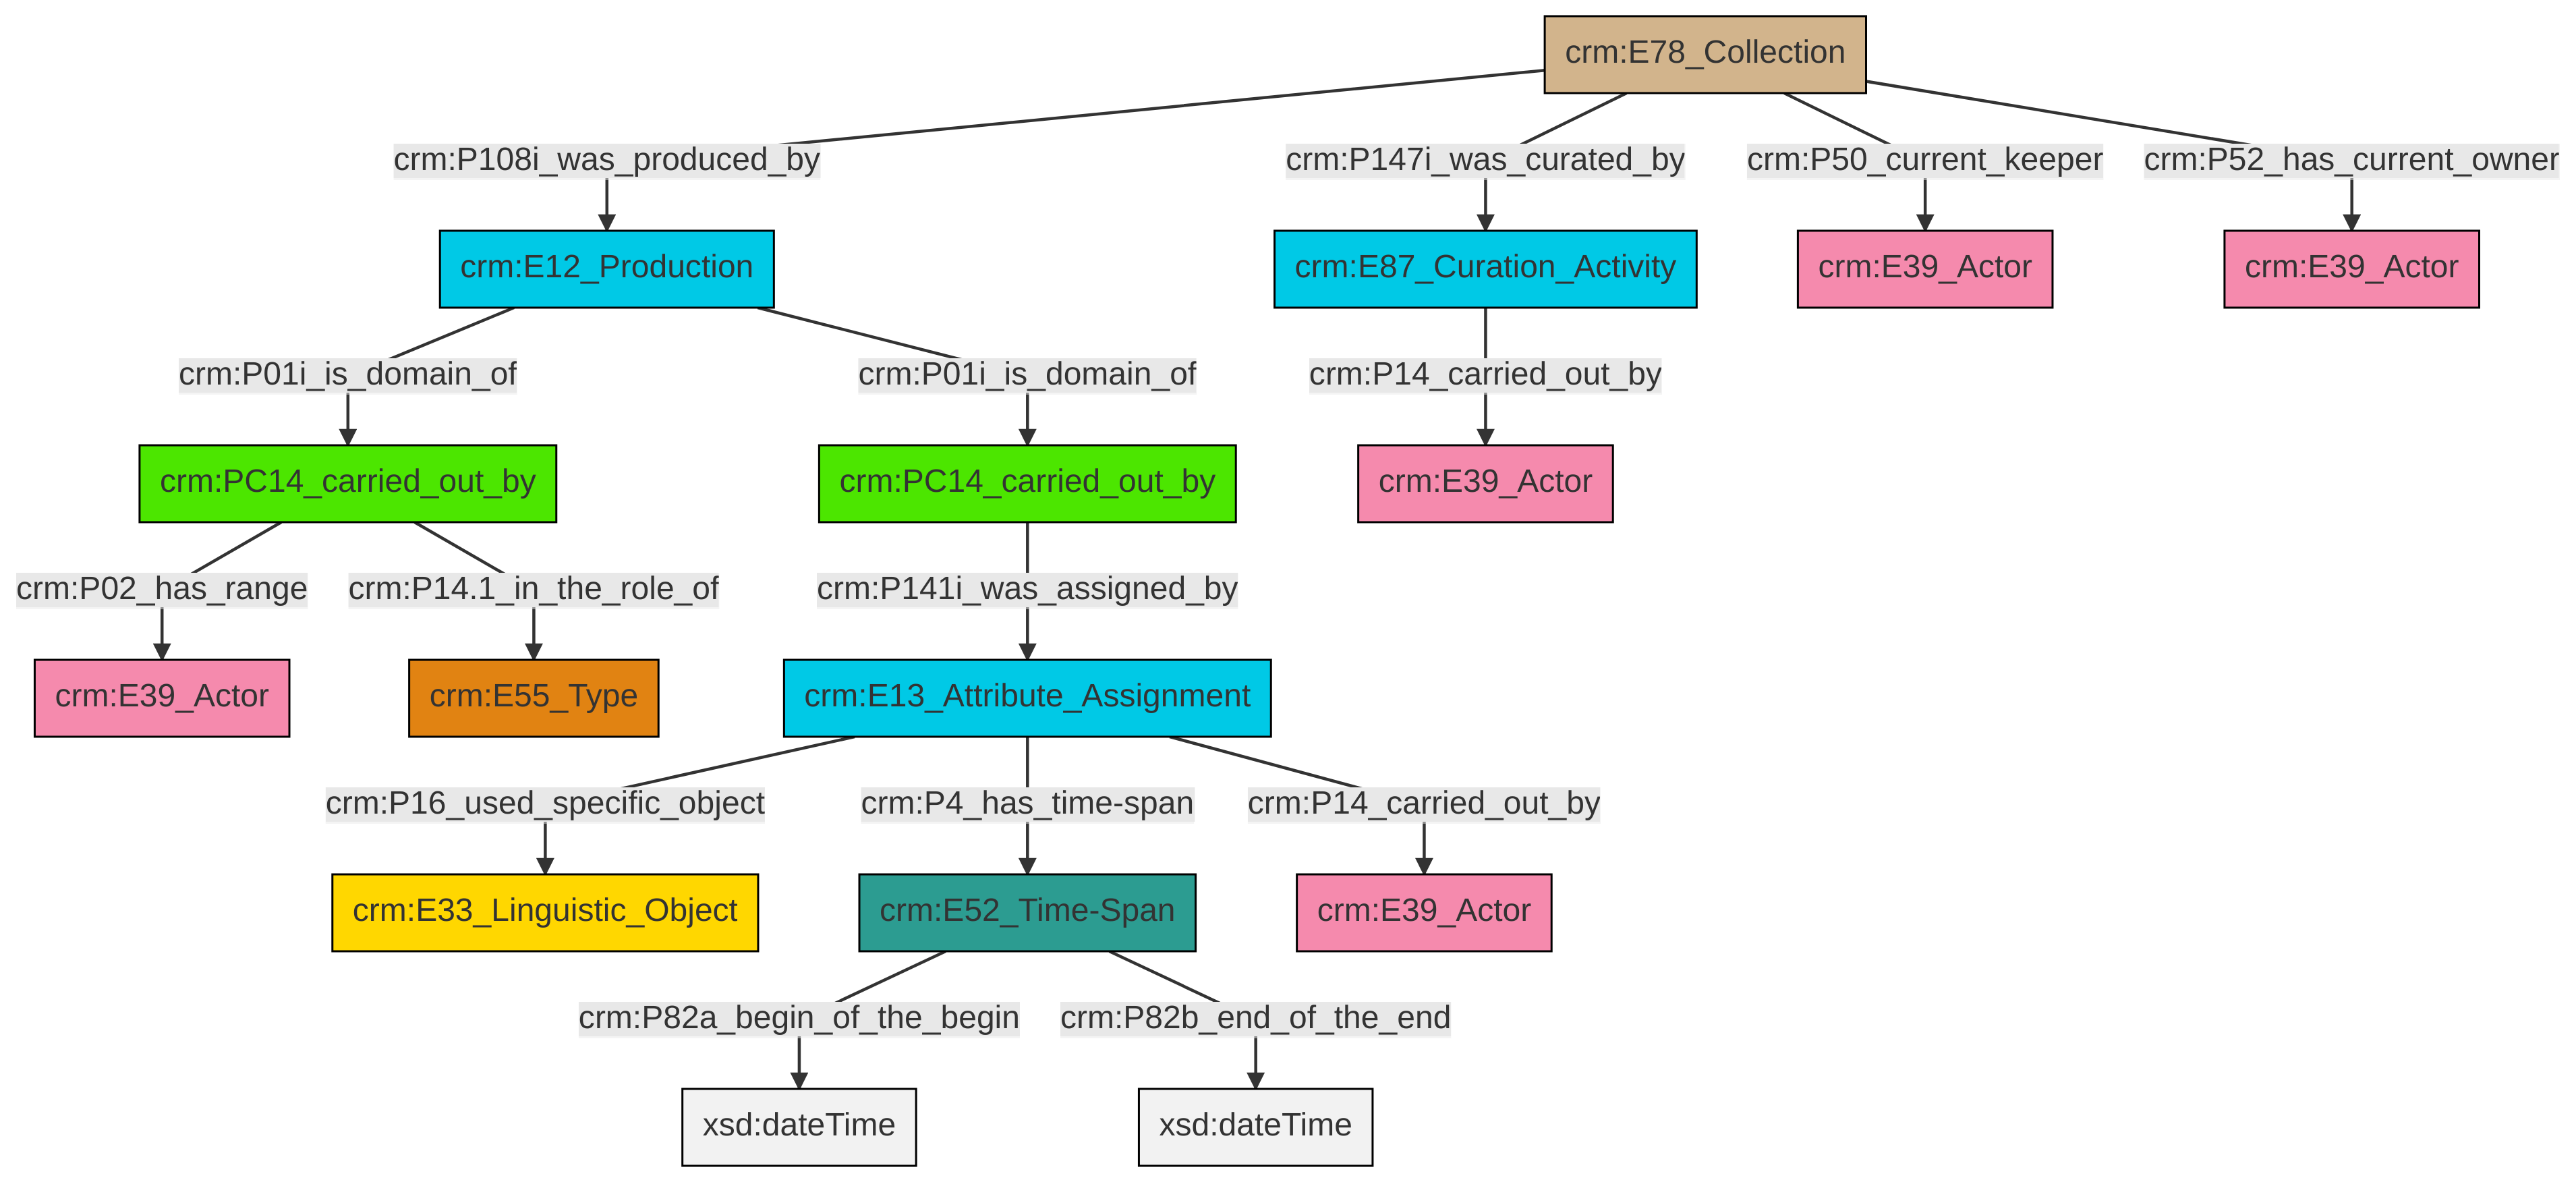 crm:E78_Collection
crm:P108i_was_produced_by
crm:P147i_was_curated_by
crm:P50_current_keeper
crm:P52_has_current_owner
crm:E12_Production
crm:E87_Curation_Activity
crm:E39_Actor
crm:E39_Actor
crm:P01i_is_domain_of
crm:P01i_is_domain_of
crm:P14_carried_out_by
crm:PC14_carried_out_by
crm:PC14_carried_out_by
crm:E39_Actor
crm:P02_has_range
crm:P14.1_in_the_role_of
crm:P141i_was_assigned_by
crm:E39_Actor
crm:E55_Type
crm:E13_Attribute_Assignment
crm:P16_used_specific_object
crm:P4_has_time-span
crm:P14_carried_out_by
crm:E33_Linguistic_Object
crm:E52_Time-Span
crm:E39_Actor
crm:P82a_begin_of_the_begin
crm:P82b_end_of_the_end
xsd:dateTime
xsd:dateTime